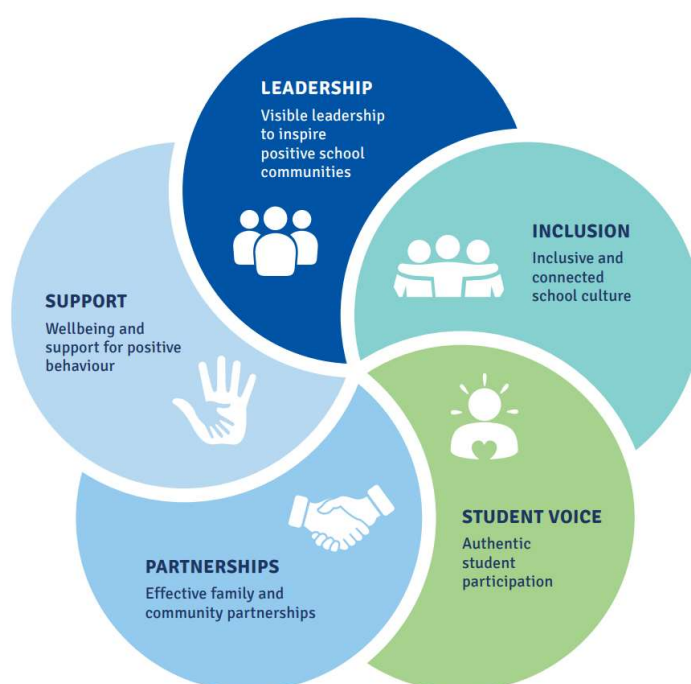 LEADERSHIP
Visible leadership
to inspire
positive school
communities
INCLUSION
Inclusive and
connected
school culture
STUDENT VOICE
Authentic
student
participation
PARTNERSHIPS
Effective family and
community partnerships
SUPPORT
Wellbeing and
support for positive
behaviour